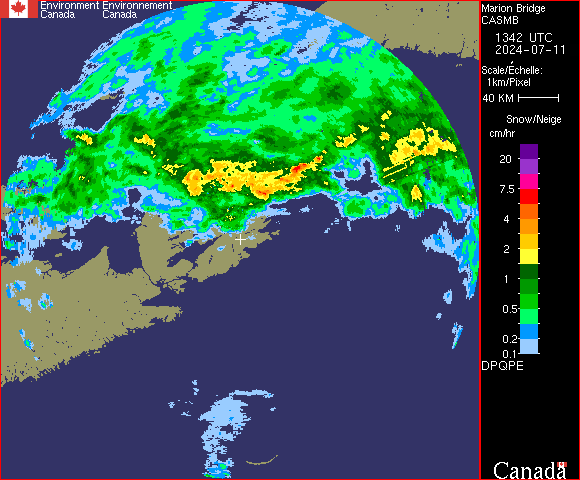 Environment Environnement
Canada Canada
Marion Bridge
CASMB
1342 UTC
2024-07-11
Scale/Échelle:
1km/Pixel
40 KM
Snow/Neige
cm/hr
20
7.5
4
2
1
0.5
0.2
0.1
DPQPE
Canada